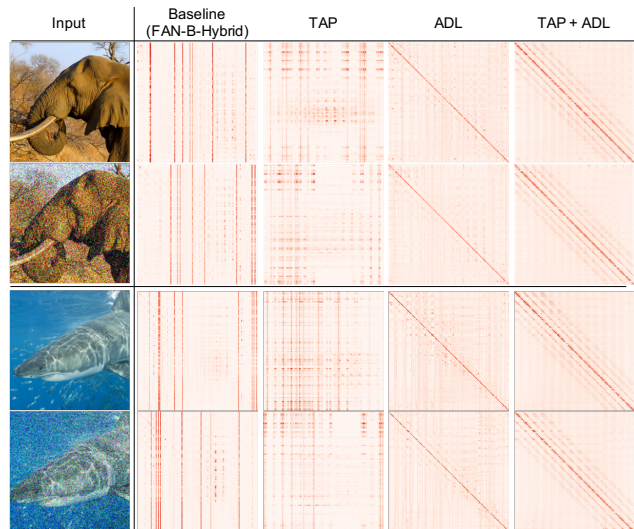 Input
Baseline
(FAN-B-Hybrid)
TAP
ADL
TAP + ADL